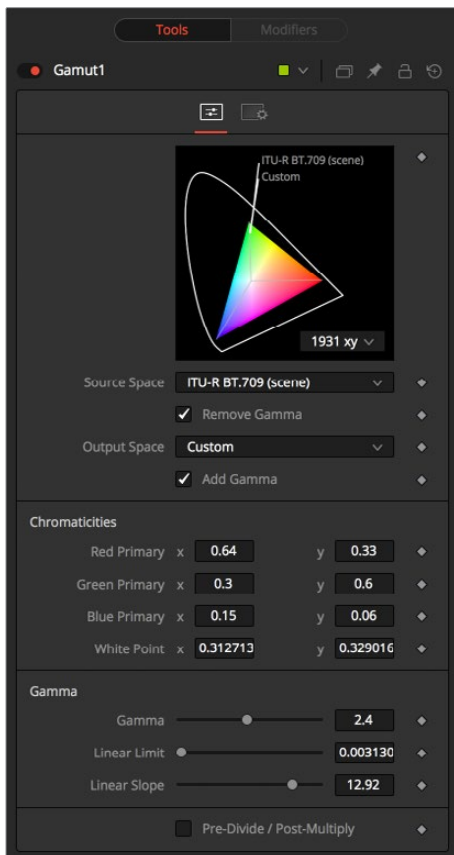 Tools Modifiers
Gamut1
ITU-R BT.709 (scene)
Custom
1931 xy
Source Space ITU-R BT.709 (scene)
Remove Gamma
Output Space Custom
Add Gamma
Chromaticities
Red Primary x 0.64 y 0.33
Green Primary x 0.3 y 0.6
Blue Primary x 0.15 y 0.06
White Point x 0.312713 y 0.329016
Gamma
Gamma 2.4
Linear Limit 0.003130
Linear Slope 12.92
Pre-Divide / Post-Multiply